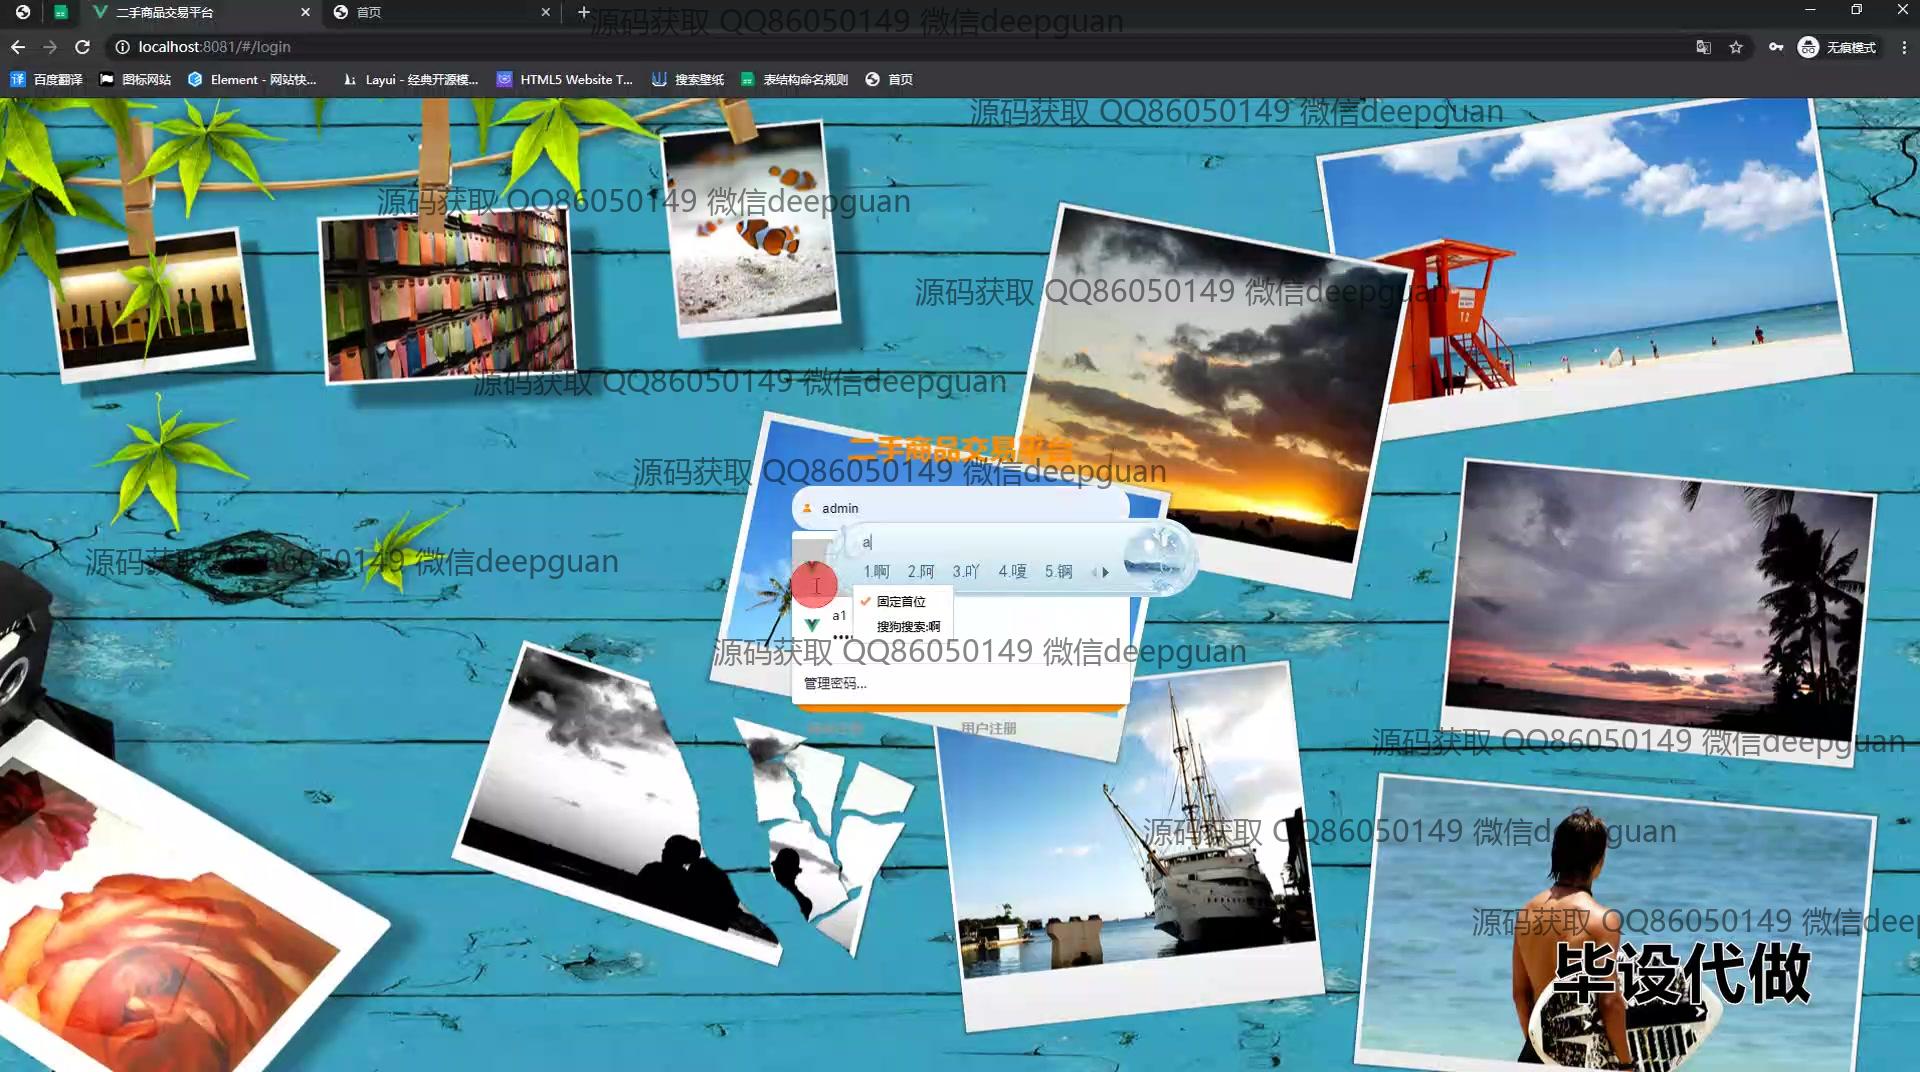 二手商品交易平台
首页
源码获取 QQ86050149 微信deepguan
localhost:8081/#/login
无痕模式
百度翻译
图标网站
Element - 网站快...
Layui - 经典开源模...
HTML5 Website T...
搜索壁纸
表结构命名规则
首页
源码获取 QQ86050149 微信deepguan
源码获取 QQ86050149 微信deepguan
源码获取 QQ86050149 微信deepguan
T2
源码获取 QQ86050149 微信deepguan
二手商品交易平台
源码获取 QQ86050149 微信deepguan
admin
a
1.啊 2.阿 3.吖 4.嗄 5.锕
源码获取 QQ86050149 微信deepguan
固定首位
a1
搜狗搜索:啊
源码获取 QQ86050149 微信deepguan
管理密码...
用户注册
源码获取 QQ86050149 微信deepguan
源码获取 QQ86050149 微信deepguan
源码获取 QQ86050149 微信deep
毕设代做